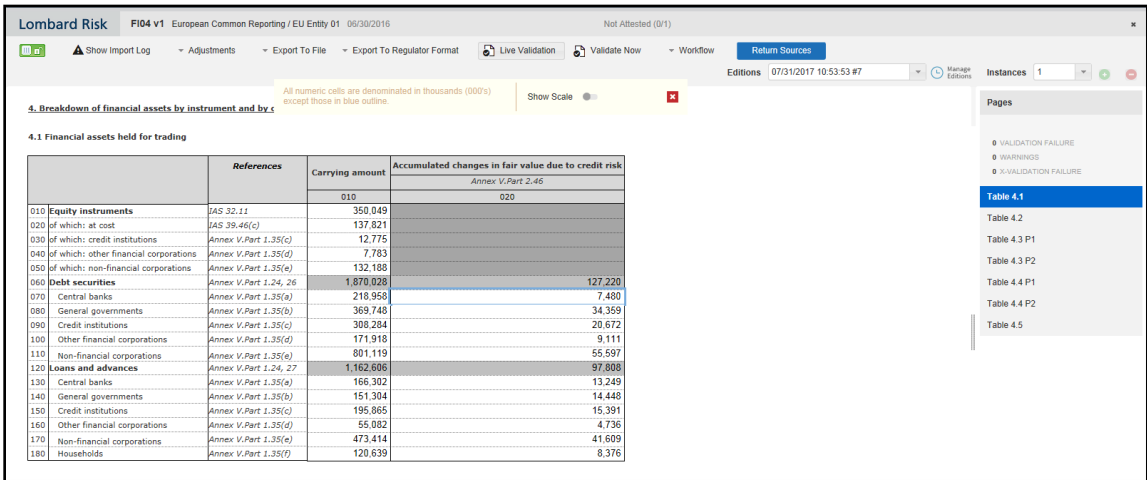 Lombard Risk FI04 v1 European Common Reporting / EU Entity 01 06/30/2016 Not Attested (0/1) ×
Show Import Log Adjustments Export To File Export To Regulator Format Live Validation Validate Now Workflow Return Sources
Editions 07/31/2017 10:53:53 #7 Manage Editions Instances 1
All numeric cells are denominated in thousands (000's)
except those in blue outline.
Show Scale
4. Breakdown of financial assets by instrument and by c
4.1 Financial assets held for trading
References Carrying amount Accumulated changes in fair value due to credit risk
Annex V.Part 2.46
010 020
010 Equity instruments IAS 32.11 350,049
020 of which: at cost IAS 39.46(c) 137,821
030 of which: credit institutions Annex V.Part 1.35(c) 12,775
040 of which: other financial corporations Annex V.Part 1.35(d) 7,783
050 of which: non-financial corporations Annex V.Part 1.35(e) 132,188
060 Debt securities Annex V.Part 1.24, 26 1,870,028 127,220
070 Central banks Annex V.Part 1.35(a) 218,958 7,480
080 General governments Annex V.Part 1.35(b) 369,748 34,359
090 Credit institutions Annex V.Part 1.35(c) 308,284 20,672
100 Other financial corporations Annex V.Part 1.35(d) 171,918 9,111
110 Non-financial corporations Annex V.Part 1.35(e) 801,119 55,597
120 Loans and advances Annex V.Part 1.24, 27 1,162,606 97,808
130 Central banks Annex V.Part 1.35(a) 166,302 13,249
140 General governments Annex V.Part 1.35(b) 151,304 14,448
150 Credit institutions Annex V.Part 1.35(c) 195,865 15,391
160 Other financial corporations Annex V.Part 1.35(d) 55,082 4,736
170 Non-financial corporations Annex V.Part 1.35(e) 473,414 41,609
180 Households Annex V.Part 1.35(f) 120,639 8,376
Pages
0 VALIDATION FAILURE
0 WARNINGS
0 X-VALIDATION FAILURE
Table 4.1
Table 4.2
Table 4.3 P1
Table 4.3 P2
Table 4.4 P1
Table 4.4 P2
Table 4.5